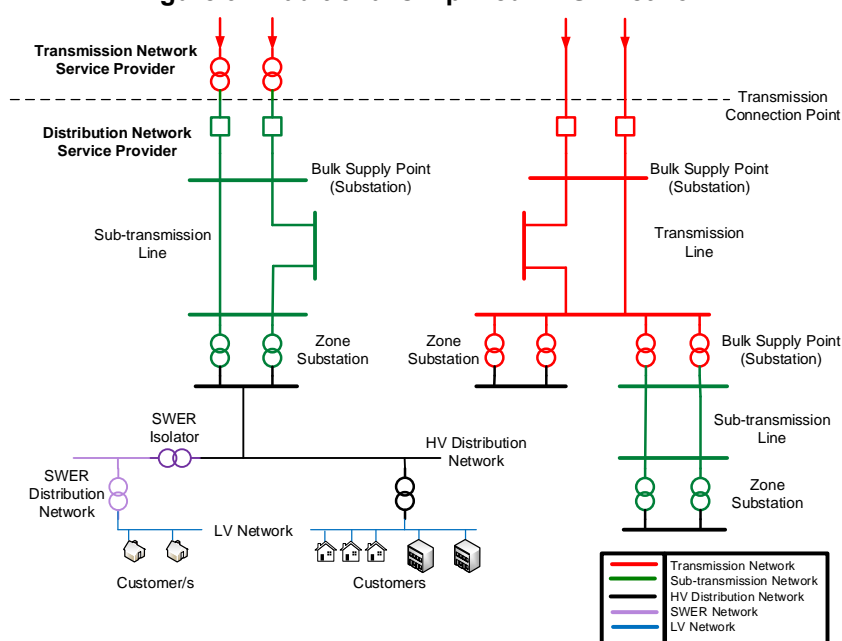 Transmission Network
Service Provider
Transmission
Connection Point
Distribution Network
Service Provider
Bulk Supply Point
(Substation)
Bulk Supply Point
(Substation)
Sub-transmission
Line
Transmission
Line
Zone
Substation
Zone
Substation
Bulk Supply Point
(Substation)
SWER
Isolator
HV Distribution
Network
Sub-transmission
Line
SWER
Distribution
Network
Zone
Substation
LV Network
Customer/s
Customers
Transmission Network
Sub-transmission Network
HV Distribution Network
SWER Network
LV Network